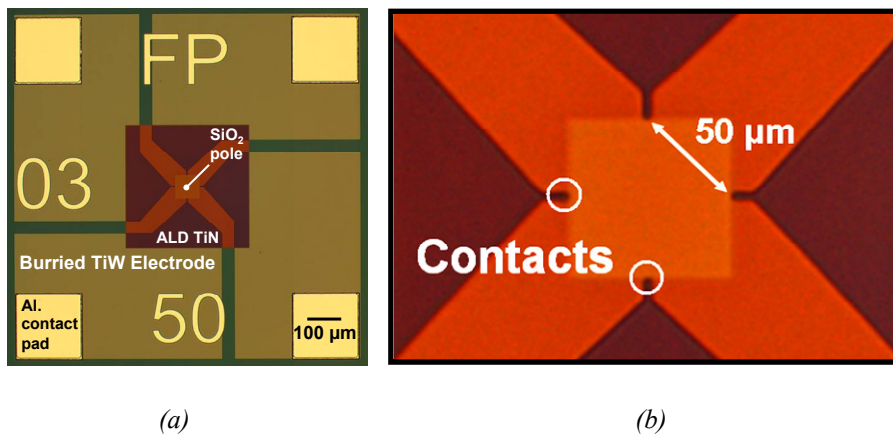 FP
SiO₂
pole
03
ALD TiN
Burried TiW Electrode
Al.
contact
pad
50
100 µm
50 µm
Contacts
(a)
(b)